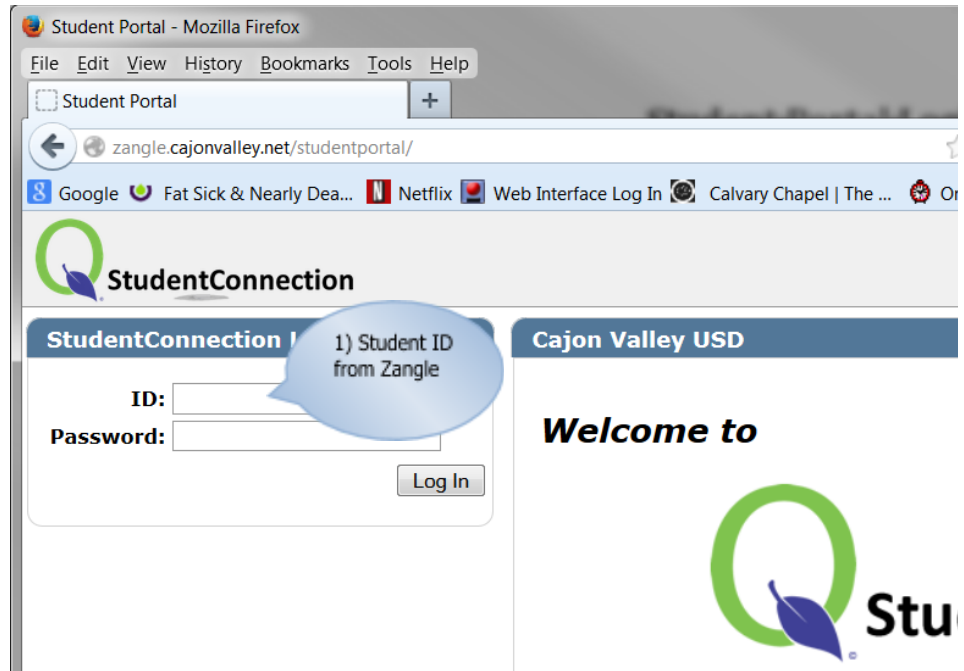 Student Portal - Mozilla Firefox
File Edit View History Bookmarks Tools Help
Student Portal +
zangle.cajonvalley.net/studentportal/
8 Google Fat Sick & Nearly Dea... N Netflix Web Interface Log In Calvary Chapel | The ... Or
StudentConnection
StudentConnection
Cajon Valley USD
1) Student ID
from Zangle
ID:
Password:
Log In
Welcome to
Stu